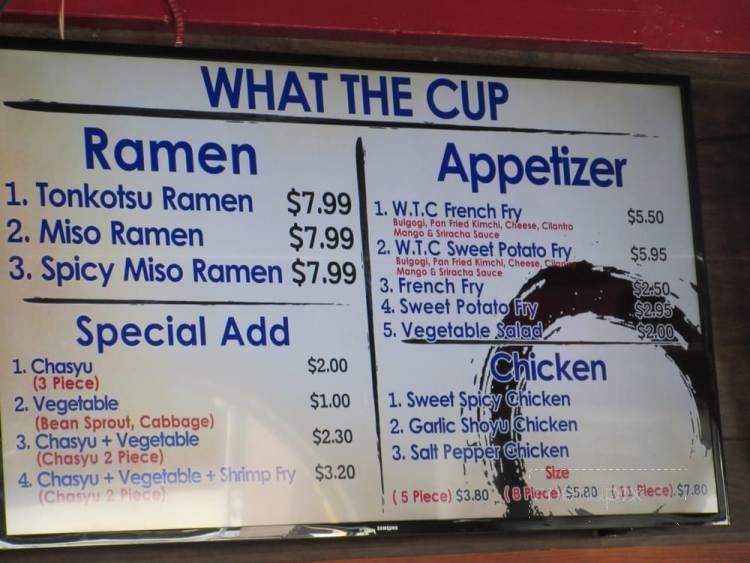 WHAT THE CUP
Ramen
1. Tonkotsu Ramen $7.99
2. Miso Ramen $7.99
3. Spicy Miso Ramen $7.99
Special Add
1. Chasyu $2.00
(3 Piece)
2. Vegetable $1.00
(Bean Sprout, Cabbage)
3. Chasyu + Vegetable $2.30
(Chasyu 2 Piece)
4. Chasyu + Vegetable + Shrimp Fry $3.20
(Chasyu 2 Piece)
Appetizer
1. W.T.C French Fry $5.50
Bulgogi, Pan Fried Kimchi, Cheese, Cilantro
Mango & Sriracha Sauce
2. W.T.C Sweet Potato Fry $5.95
Bulgogi, Pan Fried Kimchi, Cheese, Cilantro
Mango & Sriracha Sauce
3. French Fry $2.50
4. Sweet Potato Fry $2.95
5. Vegetable Salad $2.00
Chicken
1. Sweet Spicy Chicken
2. Garlic Shoyu Chicken
3. Salt Pepper Chicken
Size
(5 Piece) $3.80 (8 Piece) $5.80 (11 Piece) $7.80
SAMSUNG